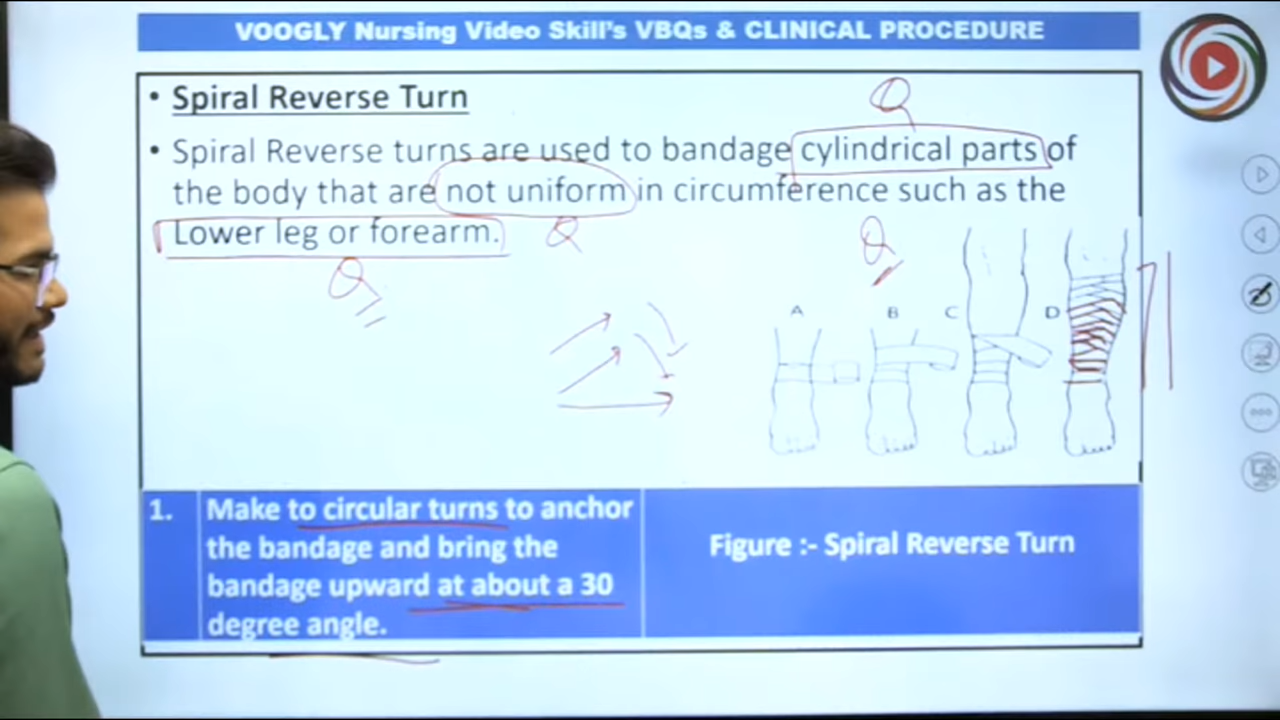 VOOGLY Nursing Video Skill's VBQs & CLINICAL PROCEDURE
• Spiral Reverse Turn
• Spiral Reverse turns are used to bandage cylindrical parts of
the body that are not uniform in circumference such as the
Lower leg or forearm.
Q
Q
Q
Q
A
B
C
D
1.
Make to circular turns to anchor
the bandage and bring the
bandage upward at about a 30
degree angle.
Figure :- Spiral Reverse Turn